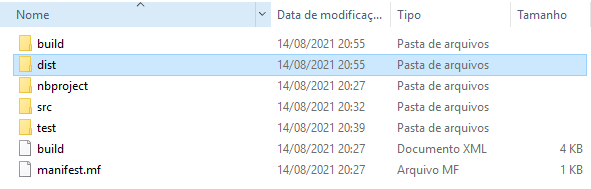 Nome Data de modificaç... Tipo Tamanho
build 14/08/2021 20:55 Pasta de arquivos
dist 14/08/2021 20:55 Pasta de arquivos
nbproject 14/08/2021 20:27 Pasta de arquivos
src 14/08/2021 20:32 Pasta de arquivos
test 14/08/2021 20:39 Pasta de arquivos
build 14/08/2021 20:27 Documento XML 4 KB
manifest.mf 14/08/2021 20:27 Arquivo MF 1 KB